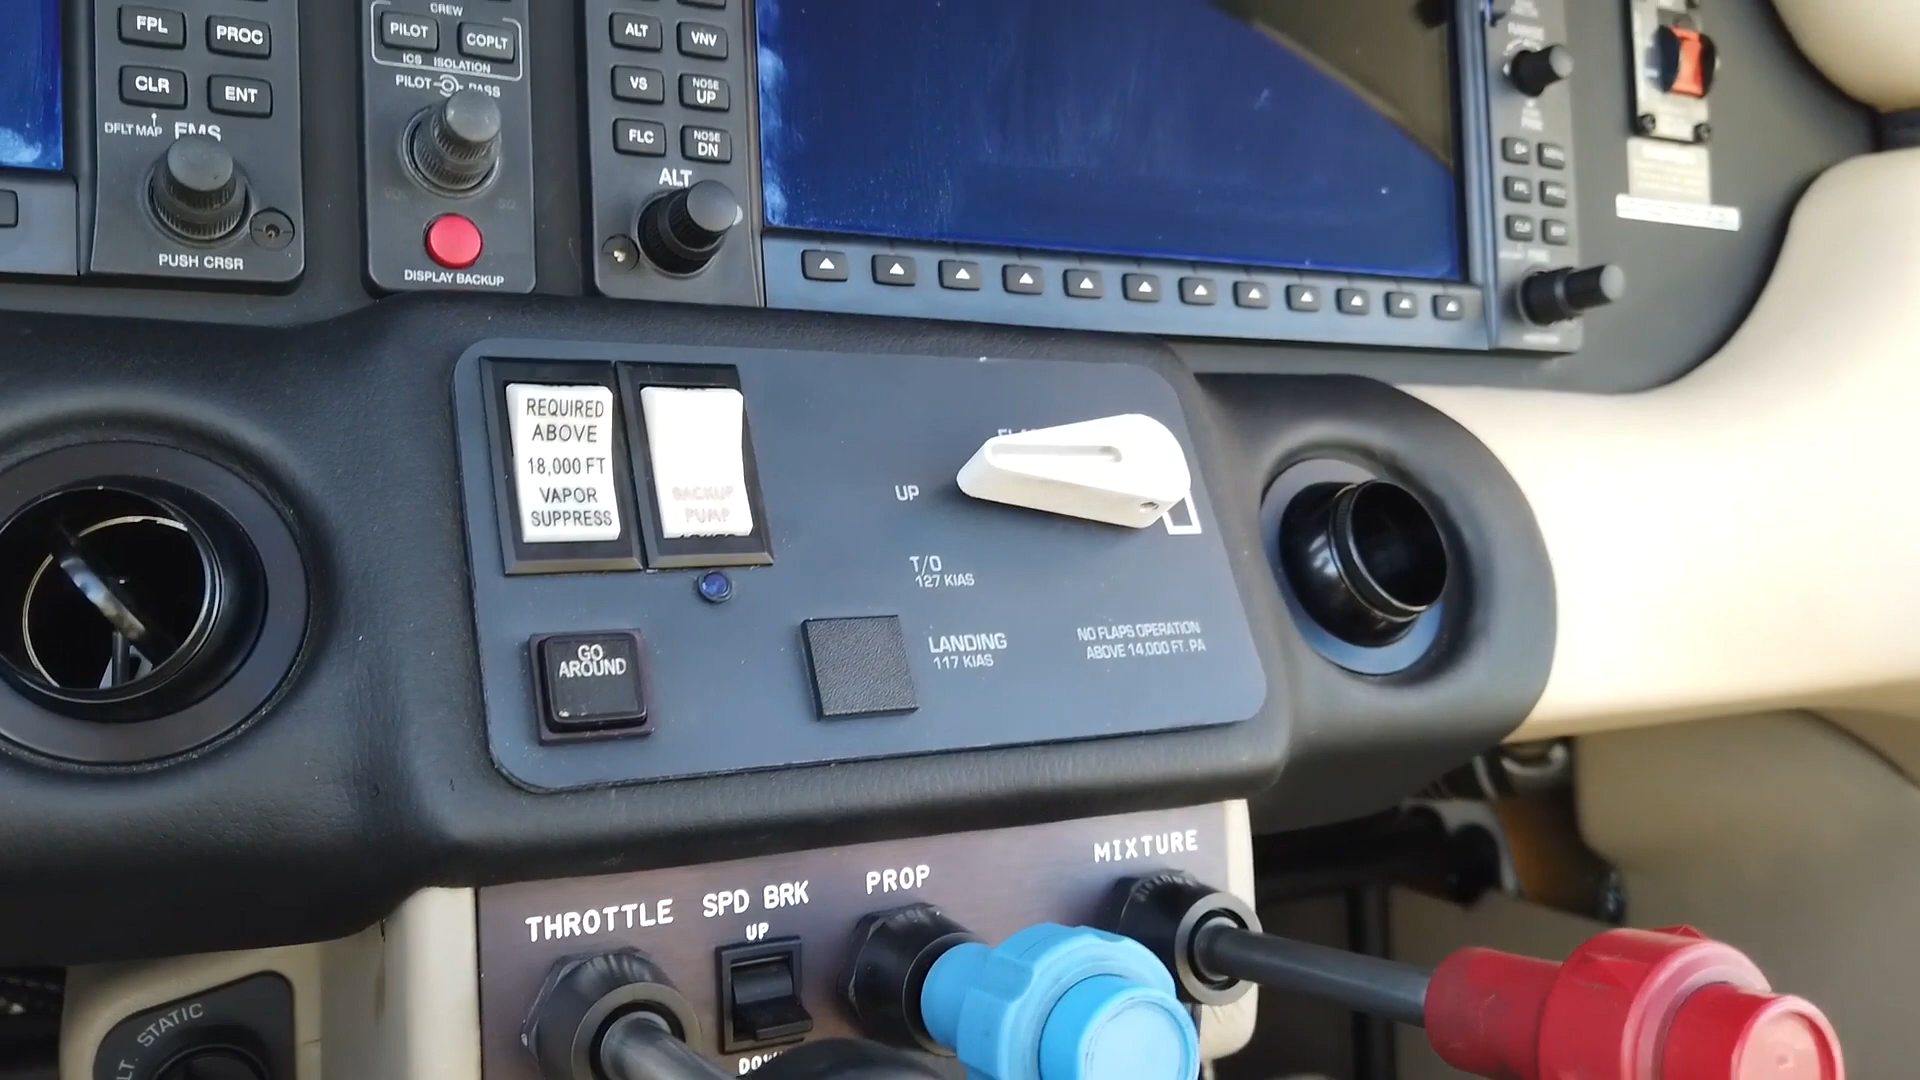 FPL
PROC
CLR
ENT
DFLT MAP
FMS
PUSH CRSR
CREW
PILOT
COPLT
ICS ISOLATION
PILOT
PASS
DISPLAY BACKUP
ALT
VNV
VS
NOSE
UP
FLC
NOSE
DN
ALT
REQUIRED
ABOVE
18,000 FT
VAPOR
SUPPRESS
BACKUP
PUMP
UP
T/O
127 KIAS
LANDING
117 KIAS
NO FLAPS OPERATION
ABOVE 14,000 FT. PA
GO
AROUND
THROTTLE
SPD BRK
UP
PROP
MIXTURE
STATIC